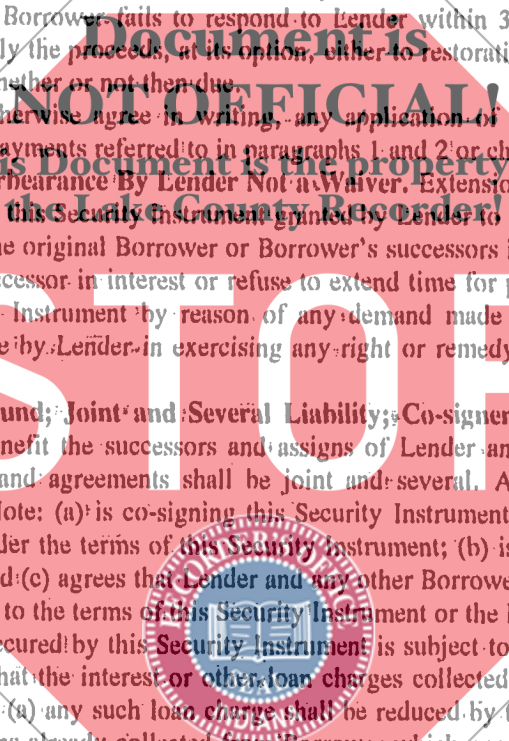 Borrower fails to respond to Lender within 3
Document is
ly the proceeds, at its option, either to restorati
hether or not then due.
NOT OFFICIAL!
herwise agree in writing, any application of
ayments referred to in paragraphs 1 and 2 or ch
is Document is the property
rbearance By Lender Not a Waiver. Extensio
the Lake County Recorder!
this Security Instrument granted by Lender to
he original Borrower or Borrower's successors i
ccessor in interest or refuse to extend time for p
Instrument by reason of any demand made
e by Lender in exercising any right or remedy
STOP
und; Joint and Several Liability; Co-signer
nefit the successors and assigns of Lender an
and agreements shall be joint and several. A
Note: (a) is co-signing this Security Instrument
der the terms of this Security Instrument; (b) is
d (c) agrees that Lender and any other Borrowe
to the terms of this Security Instrument or the
ecured by this Security Instrument is subject to
hat the interest or other loan charges collected
(a) any such loan charge shall be reduced by t